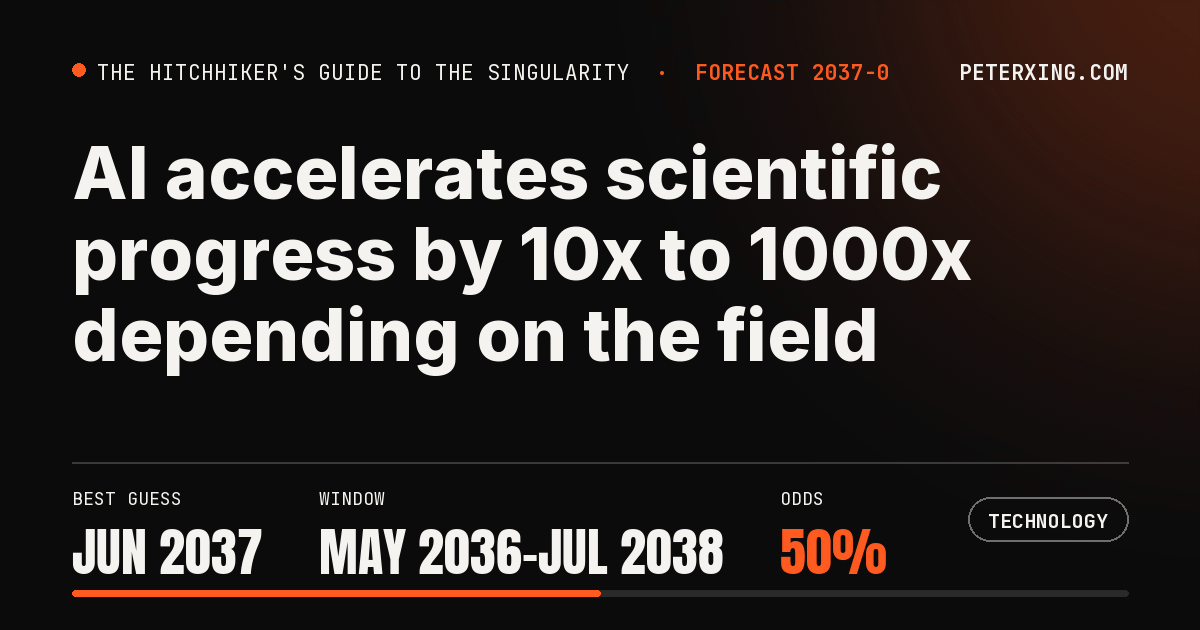 THE HITCHHIKER'S GUIDE TO THE SINGULARITY · FORECAST 2037-0 PETERXING.COM
AI accelerates scientific
progress by 10x to 1000x
depending on the field
BEST GUESS WINDOW ODDS
JUN 2037 MAY 2036-JUL 2038 50% TECHNOLOGY